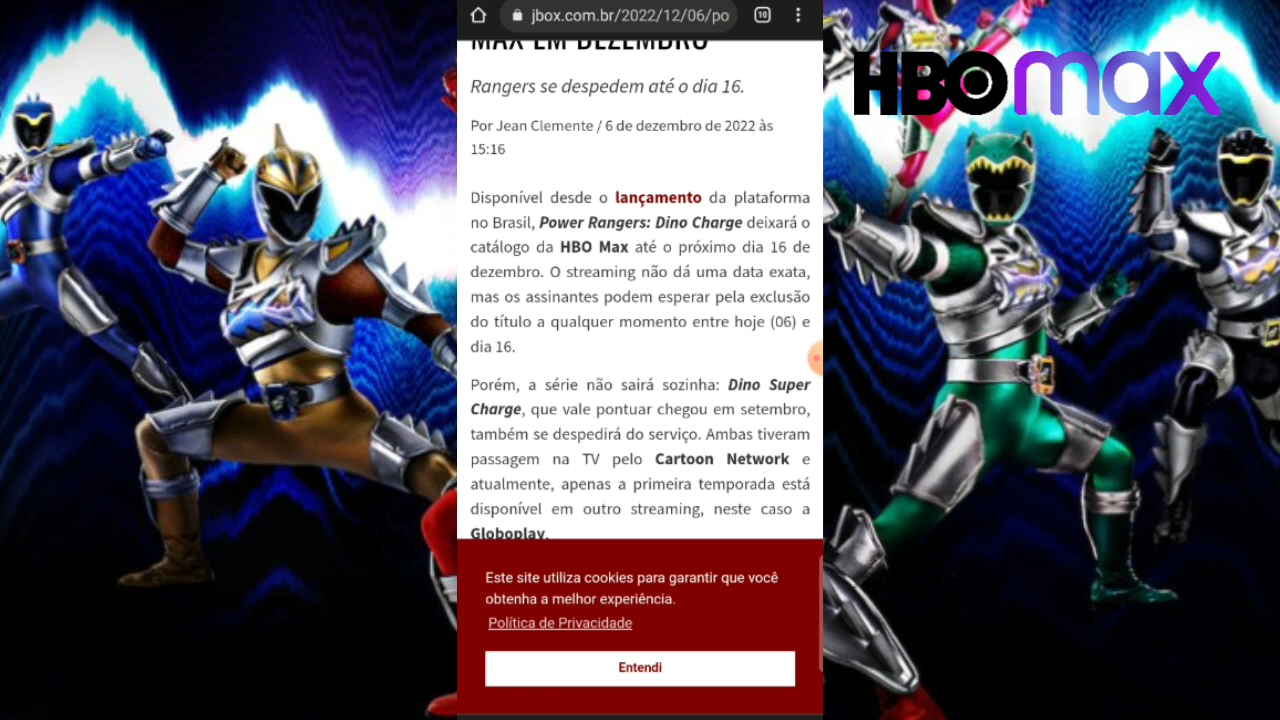 jbox.com.br/2022/12/06/po
10
HBOmax
MAX EM DEZEMBRO
Rangers se despedem até o dia 16.
Por Jean Clemente / 6 de dezembro de 2022 às
15:16
Disponível desde o lançamento da plataforma
no Brasil, Power Rangers: Dino Charge deixará o
catálogo da HBO Max até o próximo dia 16 de
dezembro. O streaming não dá uma data exata,
mas os assinantes podem esperar pela exclusão
do título a qualquer momento entre hoje (06) e
dia 16.
Porém, a série não sairá sozinha: Dino Super
Charge, que vale pontuar chegou em setembro,
também se despedirá do serviço. Ambas tiveram
passagem na TV pelo Cartoon Network e
atualmente, apenas a primeira temporada está
disponível em outro streaming, neste caso a
Globoplay.
Este site utiliza cookies para garantir que você
obtenha a melhor experiência.
Política de Privacidade
Entendi